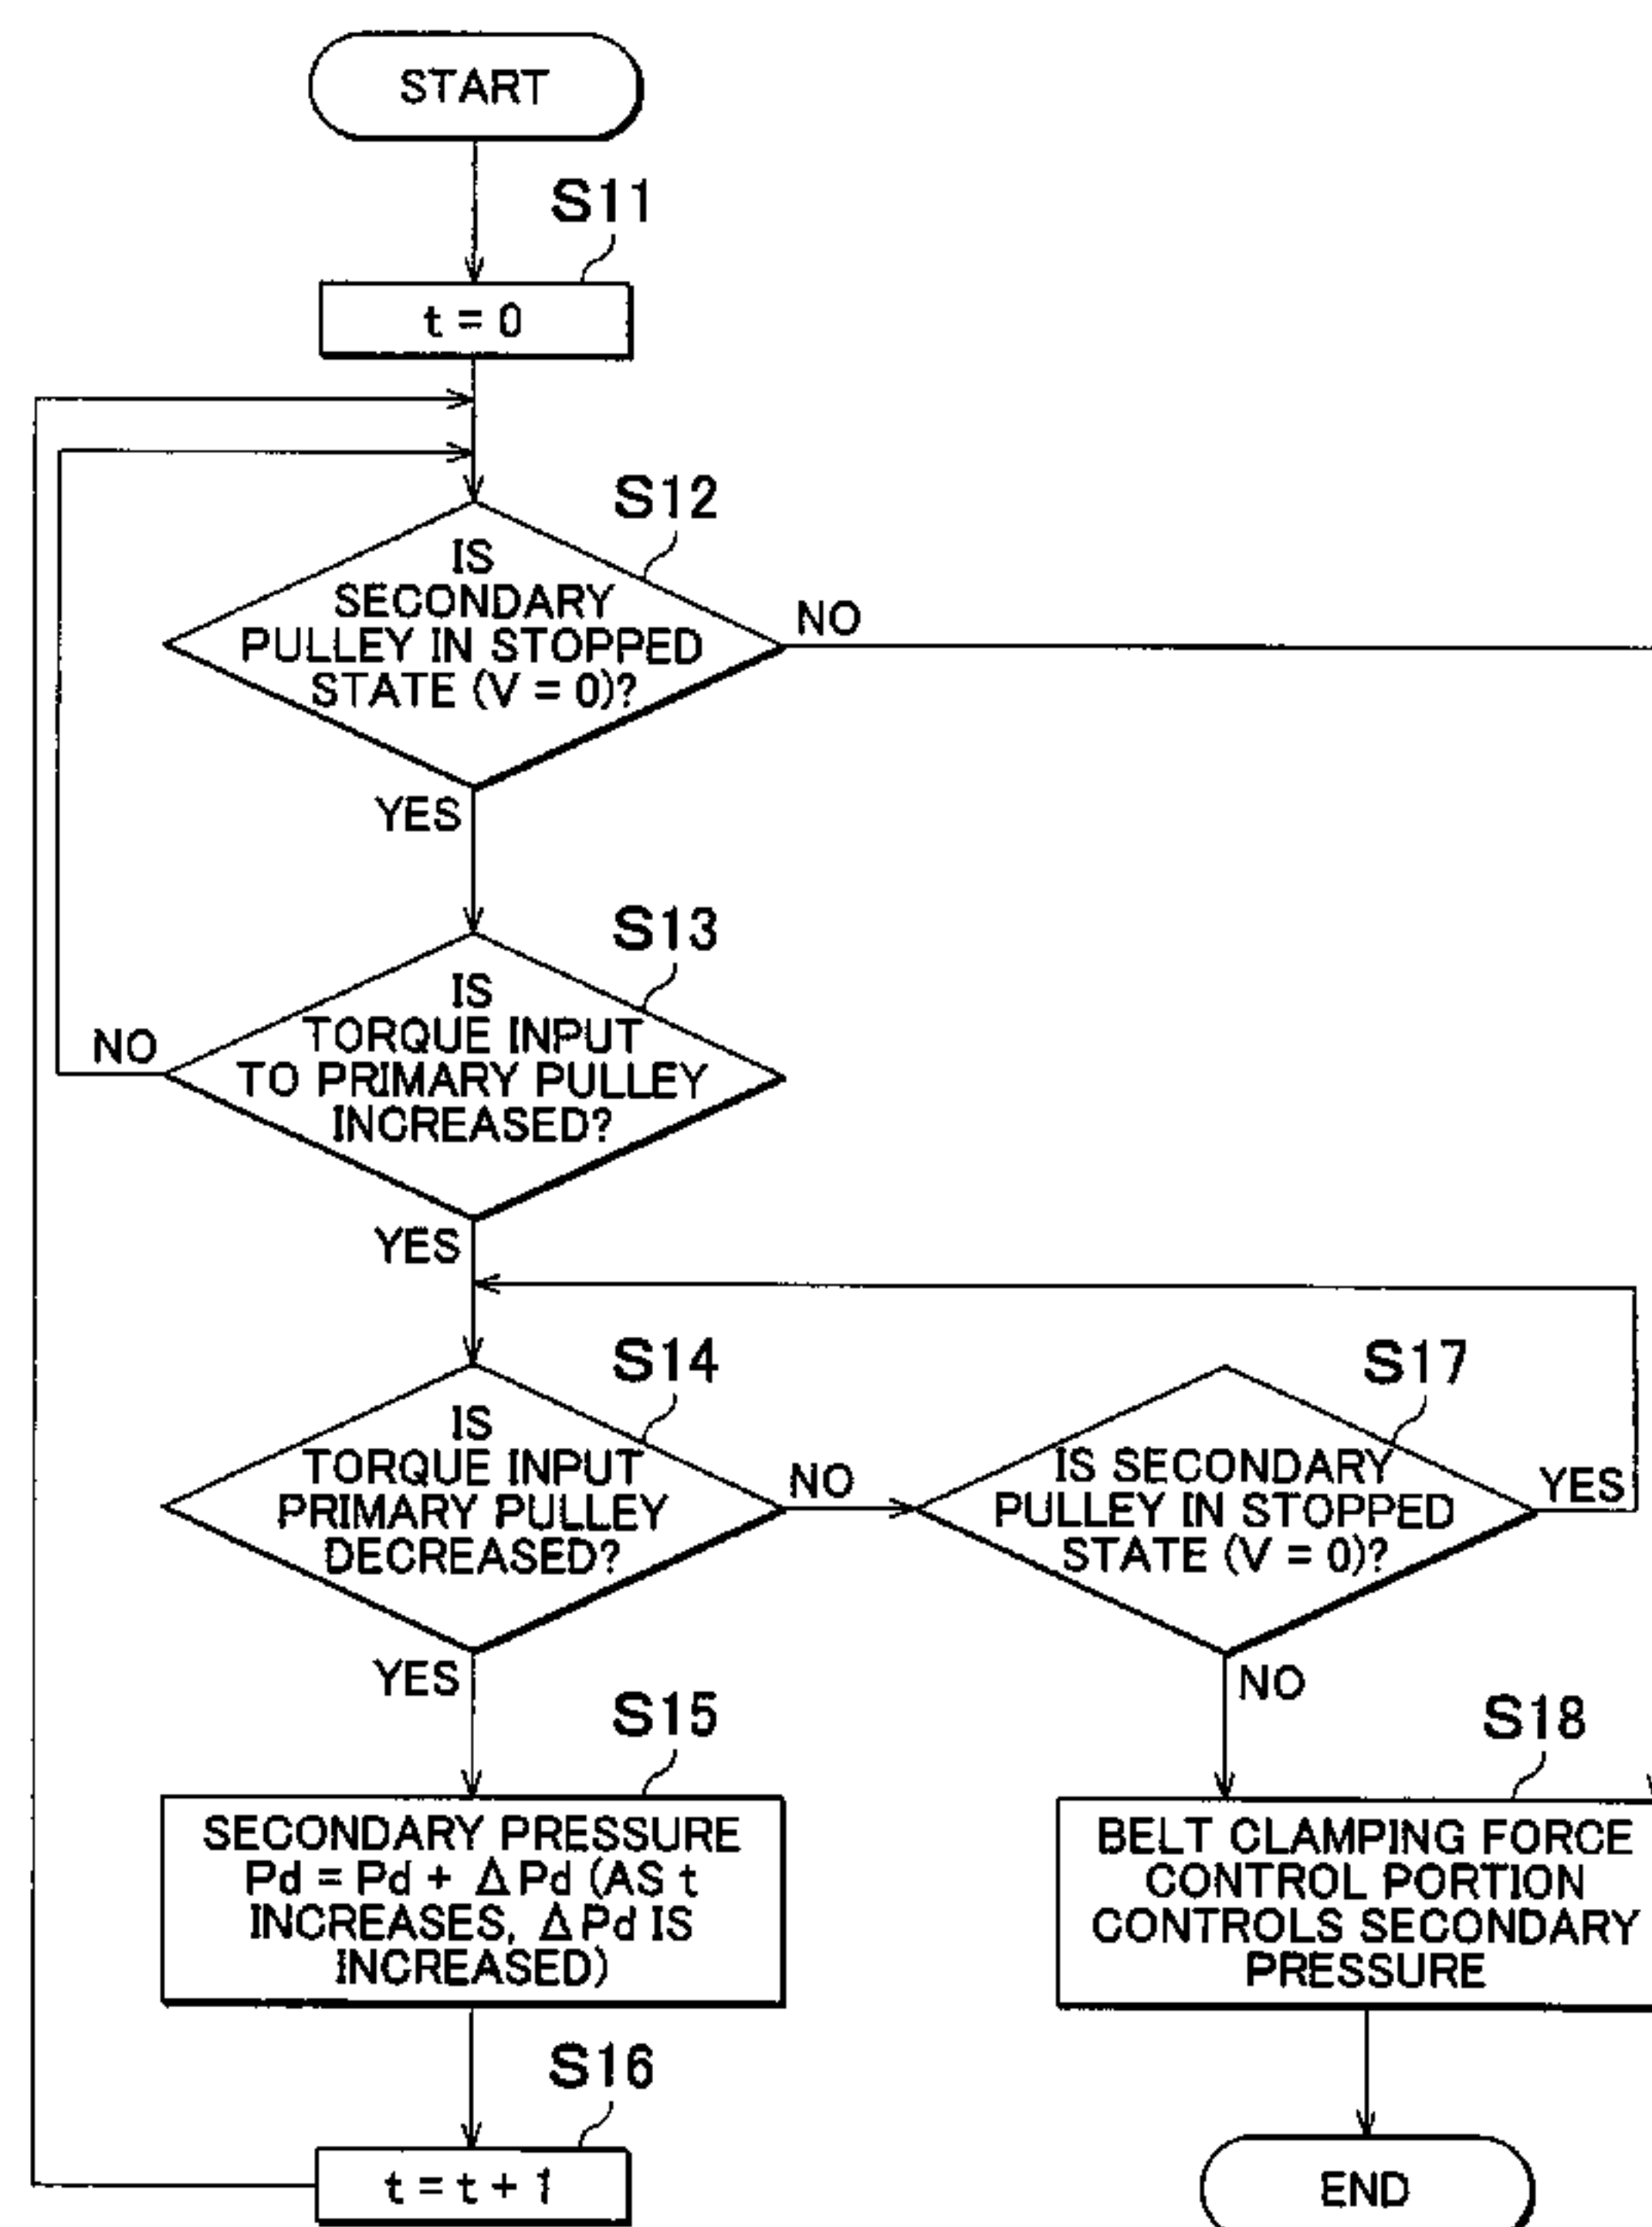 START
S11
t = 0
S12
IS
SECONDARY
PULLEY IN STOPPED
STATE (V = 0)?
NO
YES
S13
IS
TORQUE INPUT
TO PRIMARY PULLEY
INCREASED?
NO
YES
S14
IS
TORQUE INPUT
PRIMARY PULLEY
DECREASED?
NO
YES
S17
IS SECONDARY
PULLEY IN STOPPED
STATE (V = 0)?
YES
NO
S15
SECONDARY PRESSURE
Pd = Pd + ΔPd (AS t
INCREASES, ΔPd IS
INCREASED)
S18
BELT CLAMPING FORCE
CONTROL PORTION
CONTROLS SECONDARY
PRESSURE
S16
t = t + 1
END